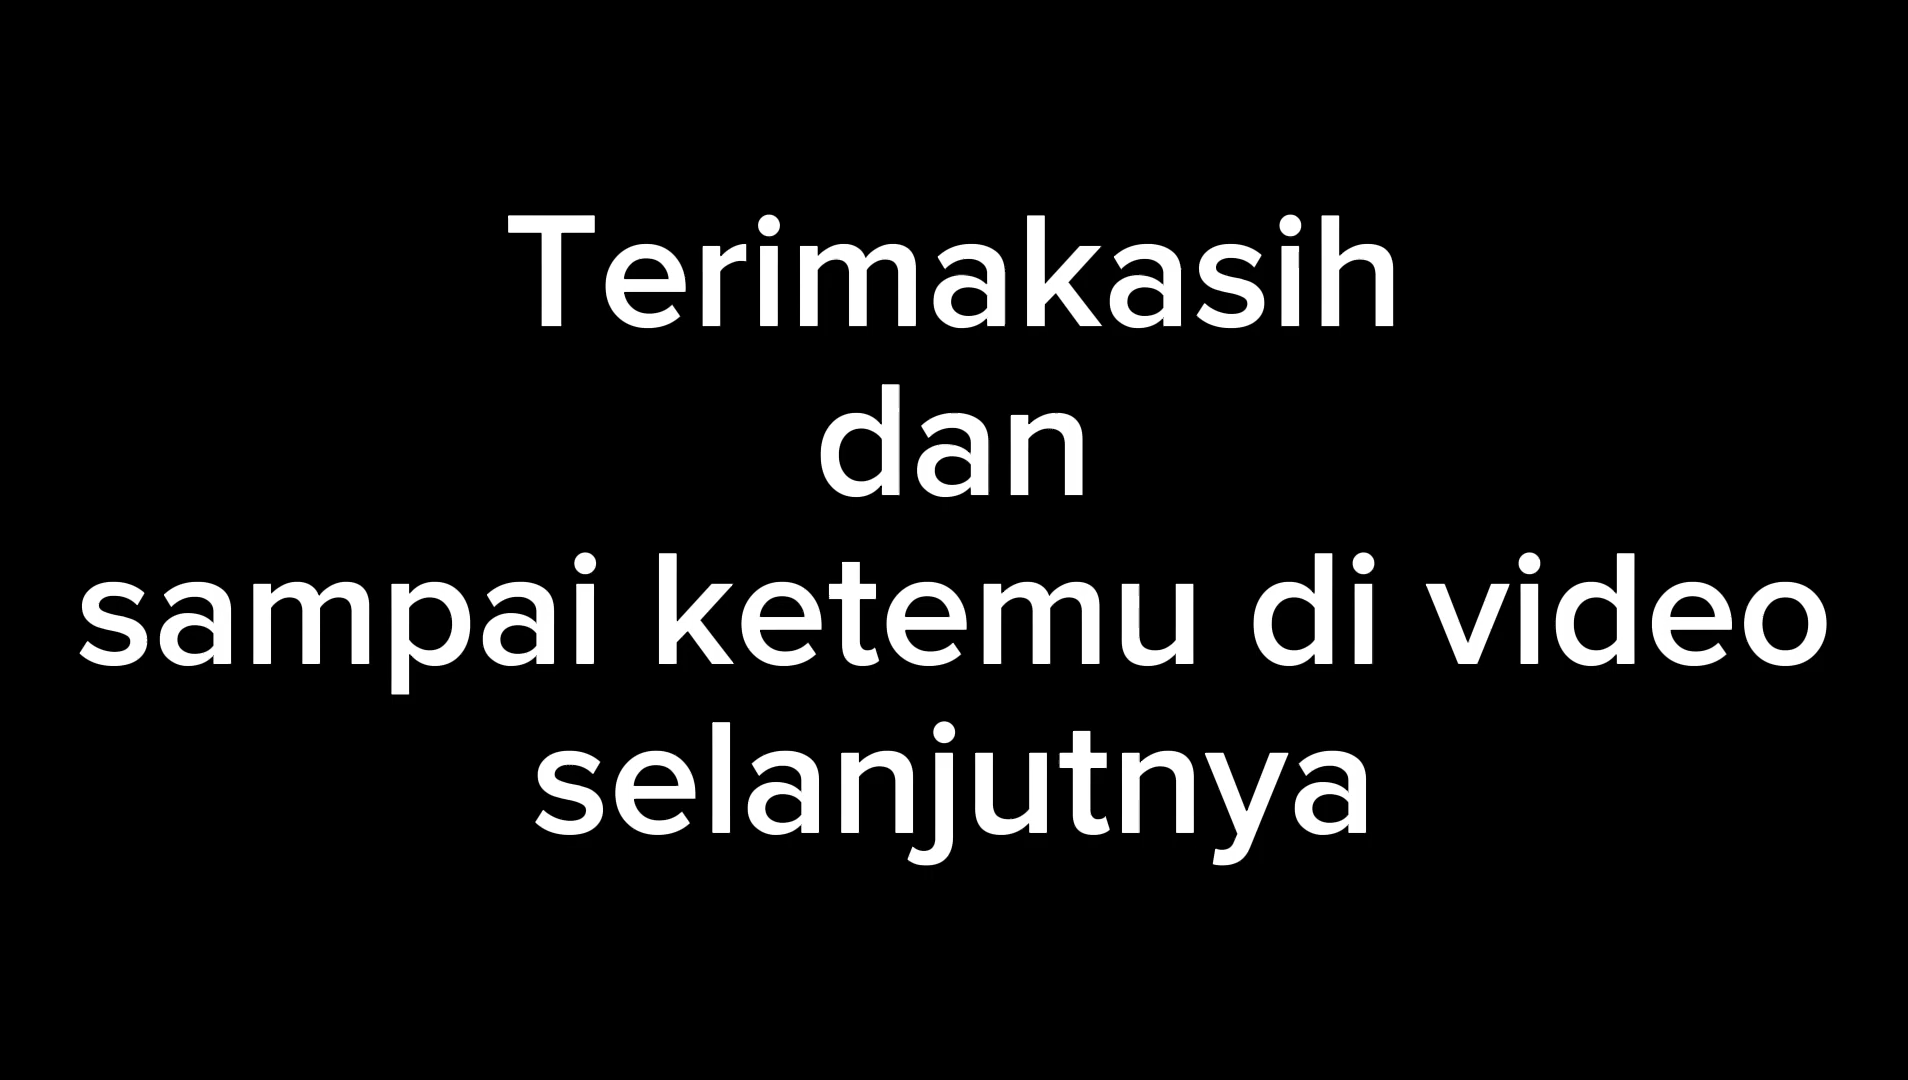 Terimakasih
dan
sampai ketemu di video
selanjutnya